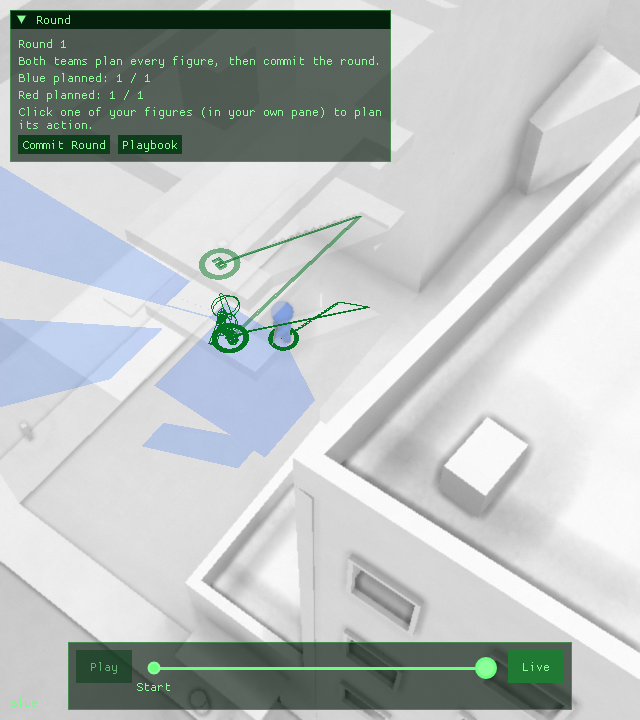 Round
Round 1
Both teams plan every figure, then commit the round.
Blue planned: 1 / 1
Red planned: 1 / 1
Click one of your figures (in your own pane) to plan
its action.
Commit Round
Playbook
Play
Start
Live